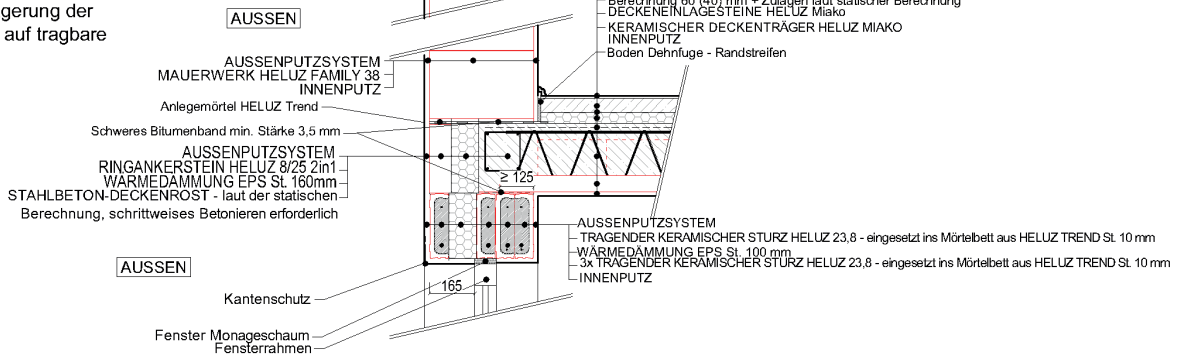 gerung der
auf tragbare
AUSSEN
AUSSENPUTZSYSTEM
MAUERWERK HELUZ FAMILY 38
INNENPUTZ
Anlegemörtel HELUZ Trend
Schweres Bitumenband min. Stärke 3,5 mm
AUSSENPUTZSYSTEM
RINGANKERSTEIN HELUZ 8/25 2in1
WÄRMEDÄMMUNG EPS St. 160mm
STAHLBETON-DECKENROST - laut der statischen
Berechnung, schrittweises Betonieren erforderlich
AUSSEN
Kantenschutz
Fenster Monageschaum
Fensterrahmen
≥ 125
165
Berechnung 60 (40) mm + Zulagen laut statischer Berechnung
DECKENEINLAGESTEINE HELUZ Miako
KERAMISCHER DECKENTRÄGER HELUZ MIAKO
INNENPUTZ
Boden Dehnfuge - Randstreifen
AUSSENPUTZSYSTEM
TRAGENDER KERAMISCHER STURZ HELUZ 23,8 - eingesetzt ins Mörtelbett aus HELUZ TREND St. 10 mm
WÄRMEDÄMMUNG EPS St. 100 mm
3x TRAGENDER KERAMISCHER STURZ HELUZ 23,8 - eingesetzt ins Mörtelbett aus HELUZ TREND St. 10 mm
INNENPUTZ